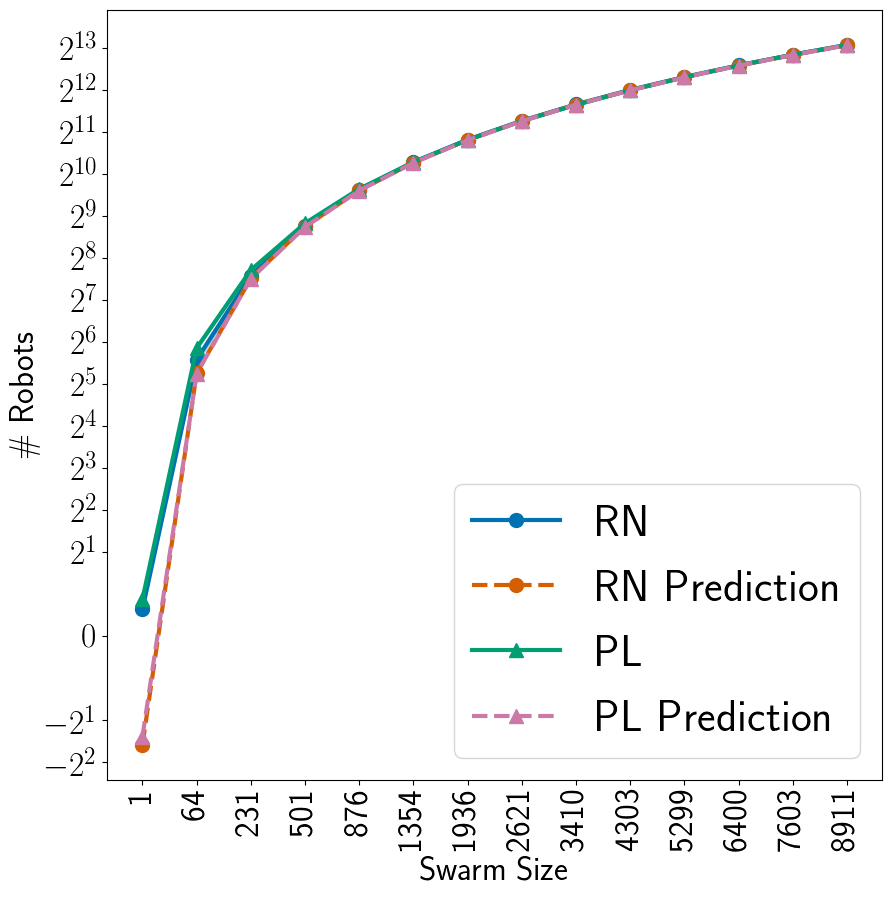 2^13
2^12
2^11
2^10
2^9
2^8
2^7
2^6
2^5
2^4
2^3
2^2
2^1
0
−2^1
−2^2
# Robots
RN
RN Prediction
PL
PL Prediction
1 64 231 501 876 1354 1936 2621 3410 4303 5299 6400 7603 8911
Swarm Size